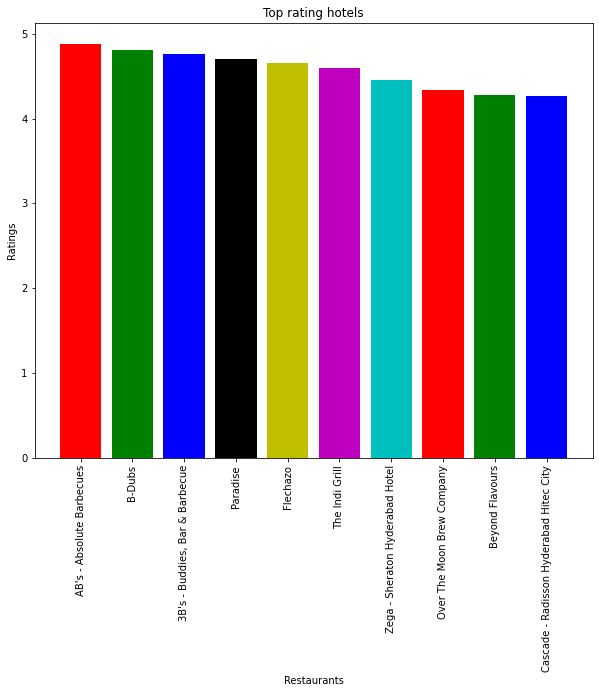 Top rating hotels
Ratings
5
4
3
2
1
0
AB's - Absolute Barbecues
B-Dubs
3B's - Buddies, Bar & Barbecue
Paradise
Flechazo
The Indi Grill
Zega - Sheraton Hyderabad Hotel
Over The Moon Brew Company
Beyond Flavours
Cascade - Radisson Hyderabad Hitec City
Restaurants